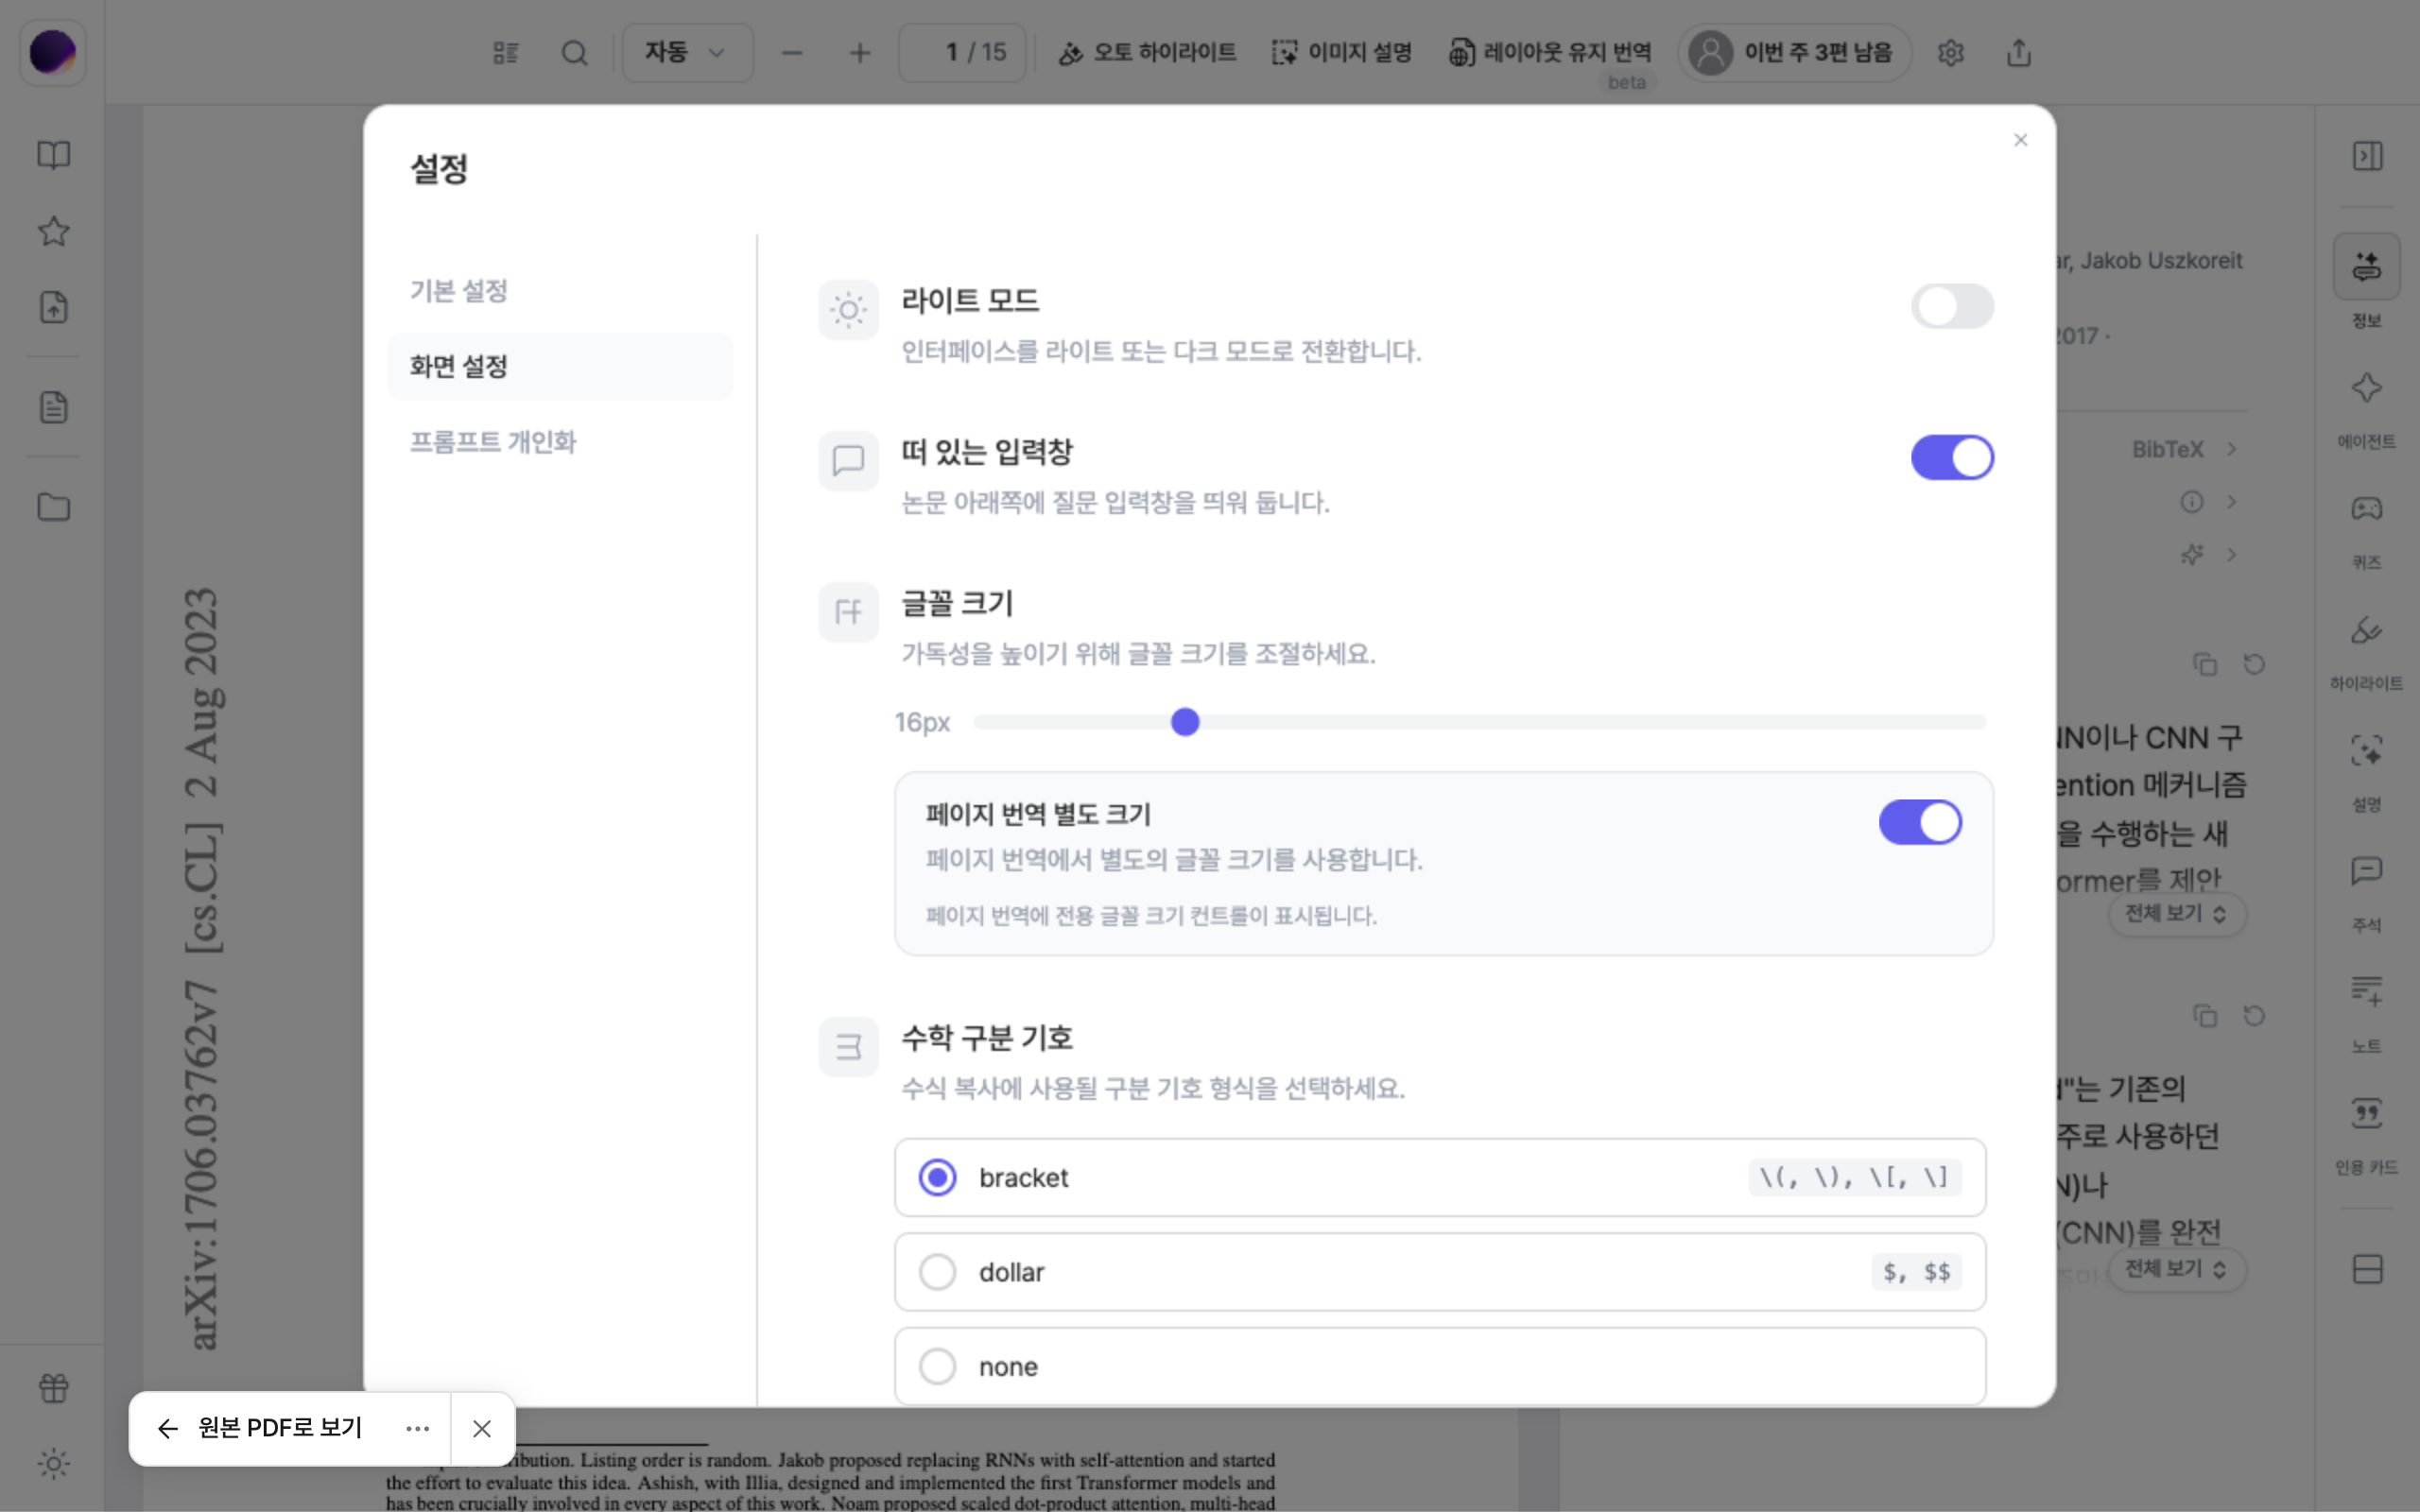 자동
1 / 15
오토 하이라이트
이미지 설명
레이아웃 유지 번역
beta
이번 주 3편 남음
설정
기본 설정
화면 설정
프롬프트 개인화
라이트 모드
인터페이스를 라이트 또는 다크 모드로 전환합니다.
떠 있는 입력창
논문 아래쪽에 질문 입력창을 띄워 둡니다.
글꼴 크기
가독성을 높이기 위해 글꼴 크기를 조절하세요.
16px
페이지 번역 별도 크기
페이지 번역에서 별도의 글꼴 크기를 사용합니다.
페이지 번역에 전용 글꼴 크기 컨트롤이 표시됩니다.
수학 구분 기호
수식 복사에 사용될 구분 기호 형식을 선택하세요.
bracket
\(, \), \[, \]
dollar
$, $$
none
arXiv:1706.03762v7 [cs.CL] 2 Aug 2023
Jakob Uszkoreit
2017 ·
BibTeX
CNN 구
메커니즘
을 수행하는 새
제안
전체 보기
는 기존의
주로 사용하던
(CNN)를 완전
전체 보기
정보
에이전트
퀴즈
하이라이트
설명
주석
노트
인용 카드
원본 PDF로 보기
Listing order is random. Jakob proposed replacing RNNs with self-attention and started
the effort to evaluate this idea. Ashish, with Illia, designed and implemented the first Transformer models and
has been crucially involved in every aspect of this work. Noam proposed scaled dot-product attention, multi-head